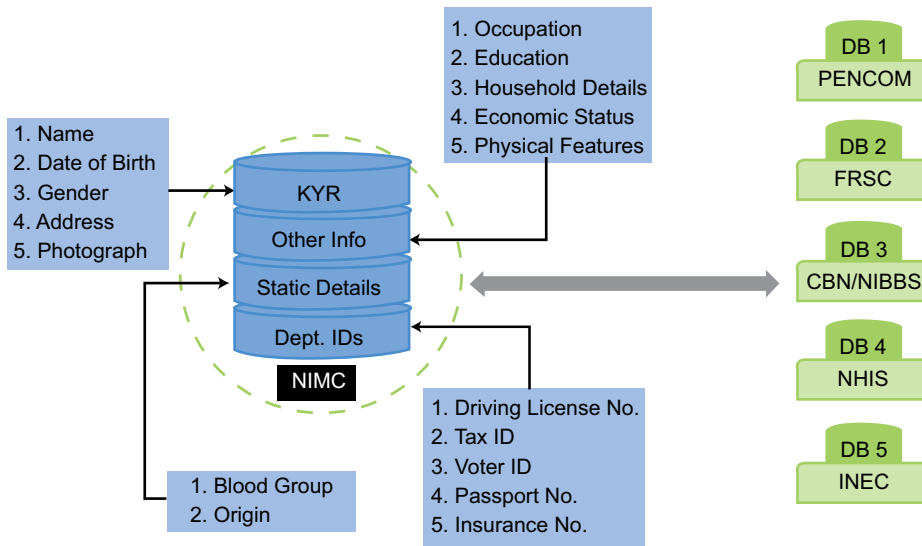 1. Occupation
2. Education
3. Household Details
4. Economic Status
5. Physical Features
1. Name
2. Date of Birth
3. Gender
4. Address
5. Photograph
KYR
Other Info
Static Details
Dept. IDs
NIMC
1. Blood Group
2. Origin
1. Driving License No.
2. Tax ID
3. Voter ID
4. Passport No.
5. Insurance No.
DB 1
PENCOM
DB 2
FRSC
DB 3
CBN/NIBBS
DB 4
NHIS
DB 5
INEC